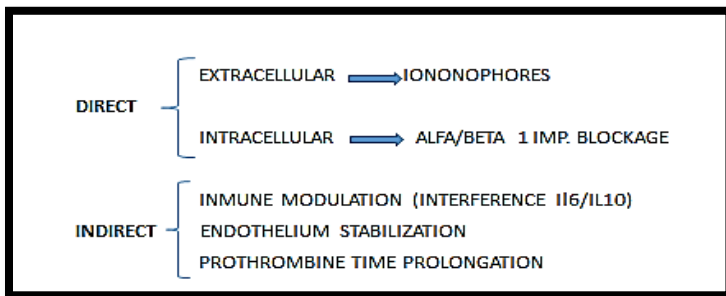 DIRECT
EXTRACELLULAR IONONOPHORES
INTRACELLULAR ALFA/BETA 1 IMP. BLOCKAGE
INDIRECT
INMUNE MODULATION (INTERFERENCE Il6/IL10)
ENDOTHELIUM STABILIZATION
PROTHROMBINE TIME PROLONGATION